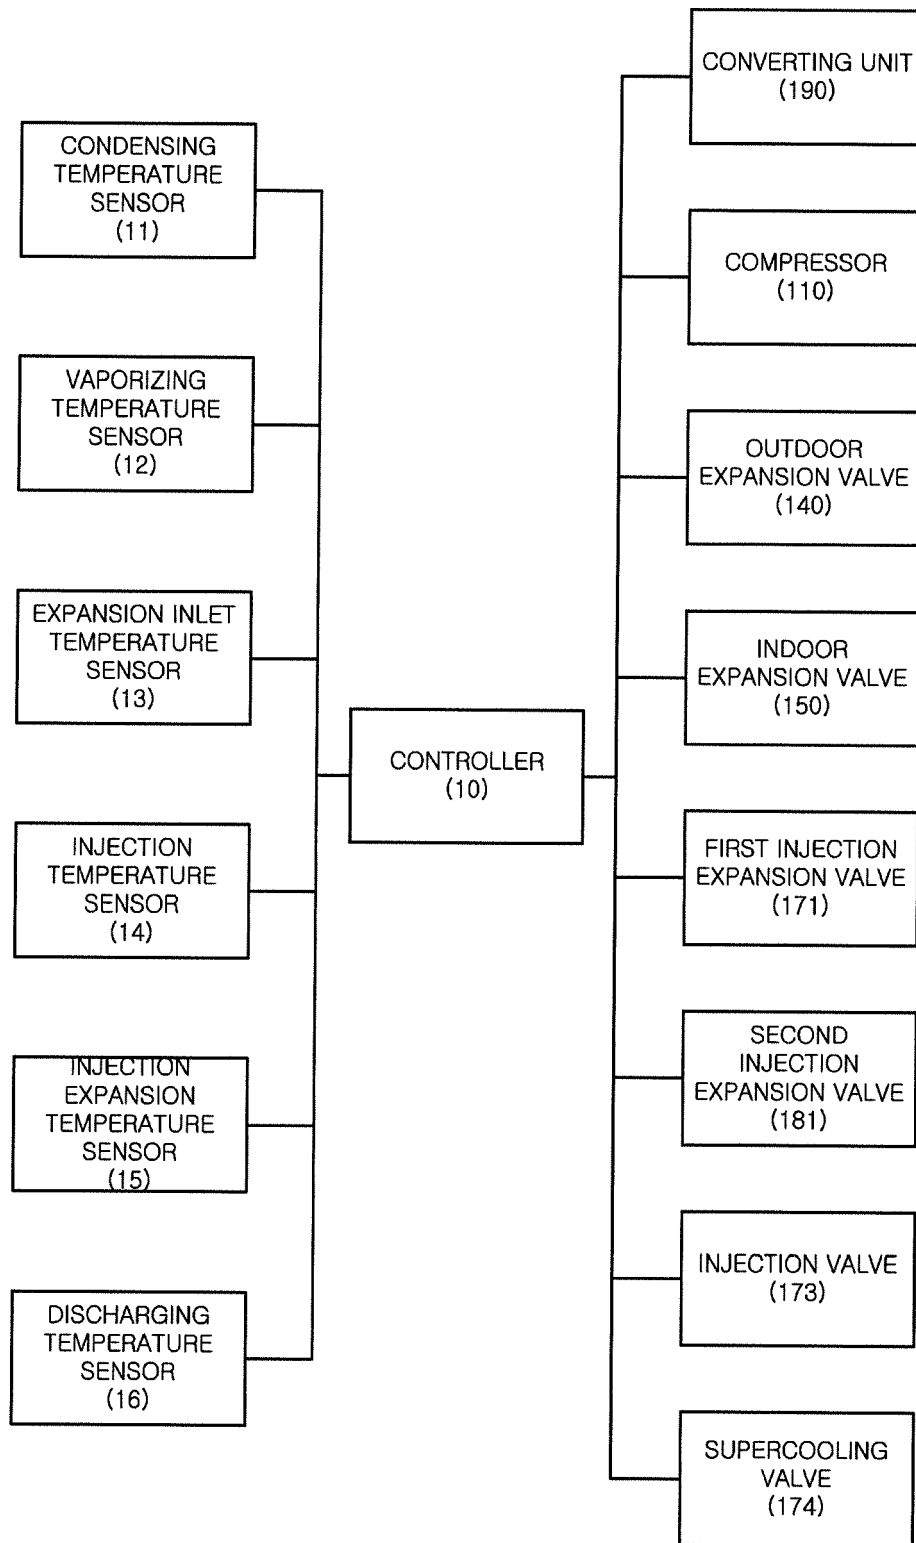 CONDENSING
TEMPERATURE
SENSOR
(11)
VAPORIZING
TEMPERATURE
SENSOR
(12)
EXPANSION INLET
TEMPERATURE
SENSOR
(13)
INJECTION
TEMPERATURE
SENSOR
(14)
INJECTION
EXPANSION
TEMPERATURE
SENSOR
(15)
DISCHARGING
TEMPERATURE
SENSOR
(16)
CONTROLLER
(10)
CONVERTING UNIT
(190)
COMPRESSOR
(110)
OUTDOOR
EXPANSION VALVE
(140)
INDOOR
EXPANSION VALVE
(150)
FIRST INJECTION
EXPANSION VALVE
(171)
SECOND
INJECTION
EXPANSION VALVE
(181)
INJECTION VALVE
(173)
SUPERCOOLING
VALVE
(174)